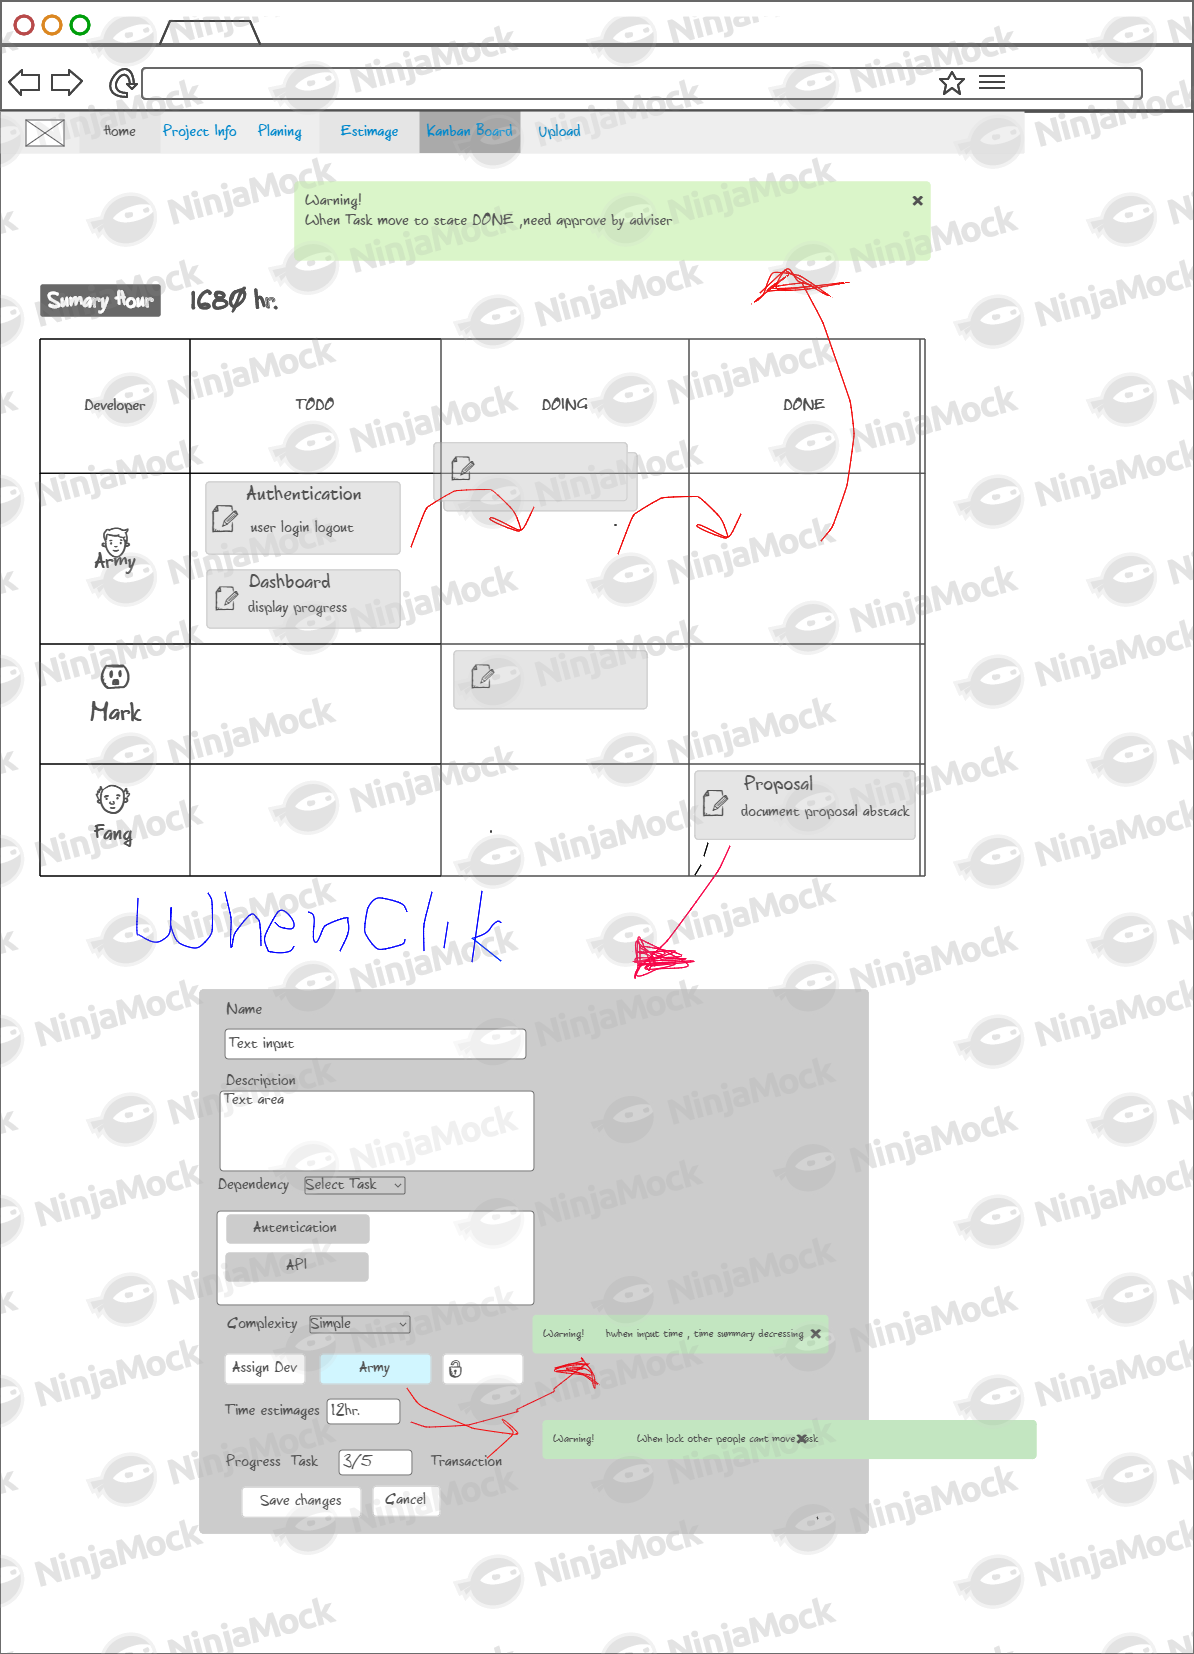 Home Project Info Planing Estimage Kanban Board Upload
Warning!
When Task move to state DONE ,need approve by adviser
Sumary Hour 1680 hr.
Developer TODO DOING DONE
Army
Authentication
user login logout
Dashboard
display progress
Mark
Fang
Proposal
document proposal abstack
When Clik
Name
Text input
Description
Text area
Dependency Select Task
Autentication
API
Complexity Simple
Warning! hwhen input time , time summary decressing
Assign Dev Army
Time estimages 12hr.
Warning! When lock other people cant move task
Progress Task 3/5 Transaction
Save changes Cancel
NinjaMock